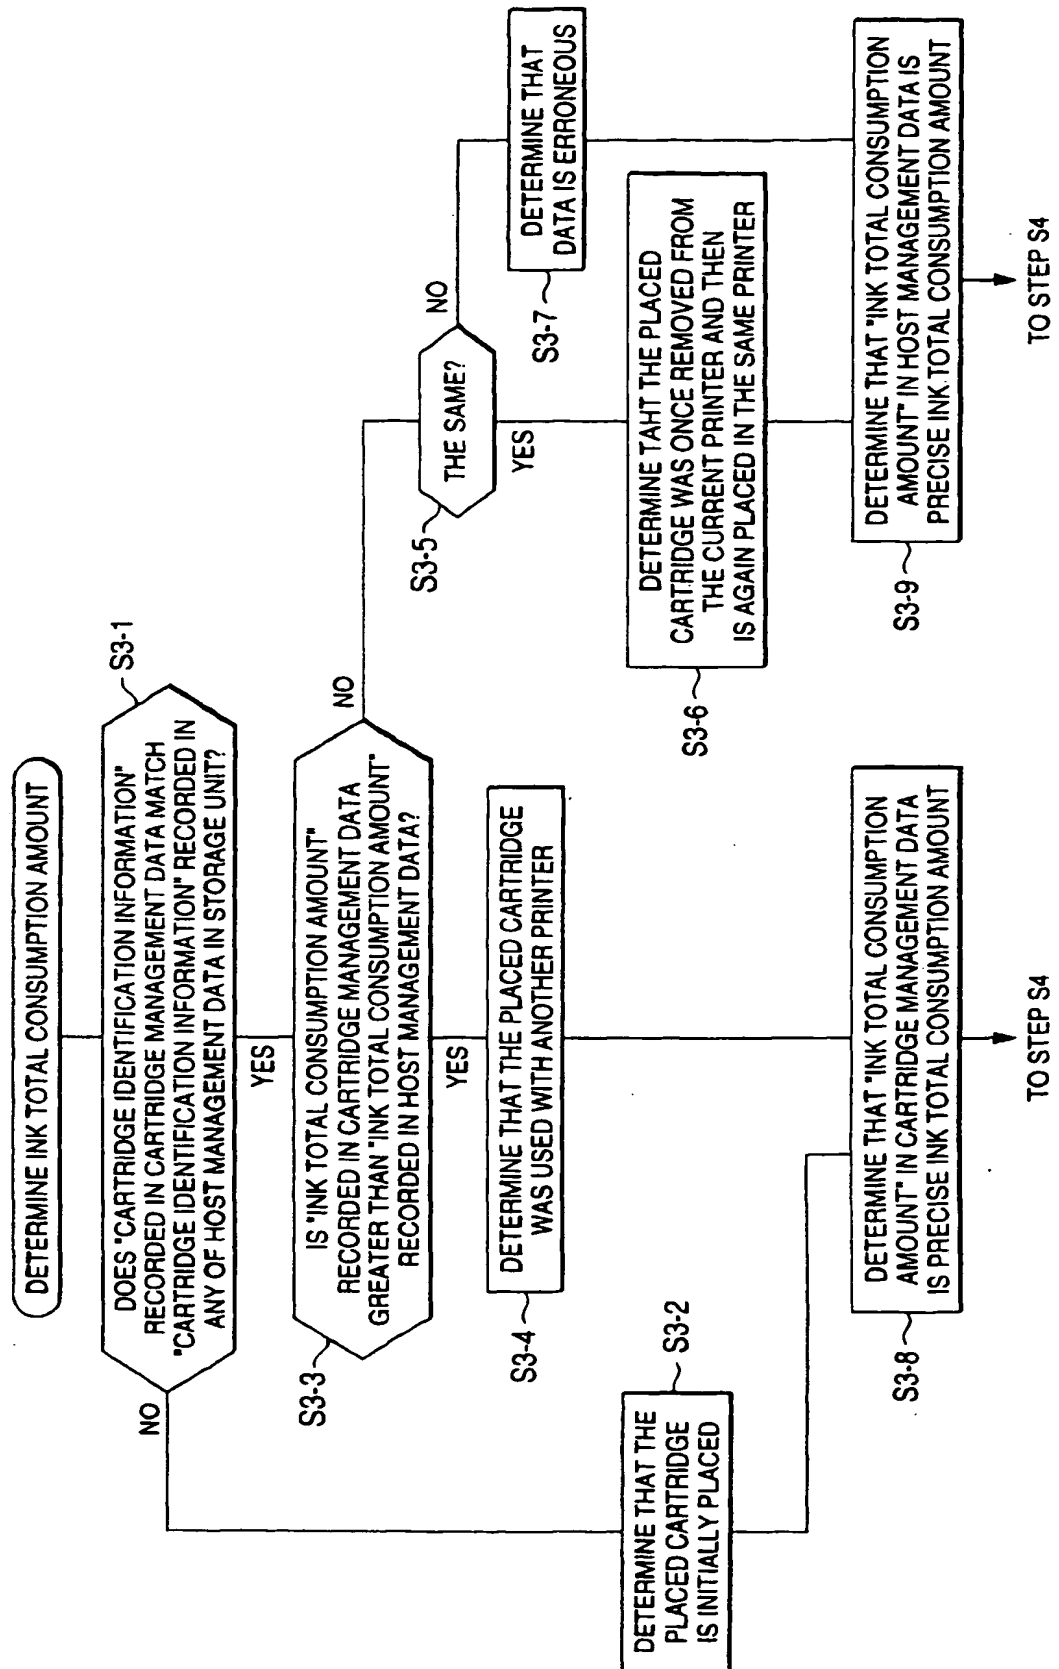 DETERMINE INK TOTAL CONSUMPTION AMOUNT
S3-1
DOES "CARTRIDGE IDENTIFICATION INFORMATION"
RECORDED IN CARTRIDGE MANAGEMENT DATA MATCH
"CARTRIDGE IDENTIFICATION INFORMATION" RECORDED IN
ANY OF HOST MANAGEMENT DATA IN STORAGE UNIT?
NO
YES
S3-3
IS "INK TOTAL CONSUMPTION AMOUNT"
RECORDED IN CARTRIDGE MANAGEMENT DATA
GREATER THAN "INK TOTAL CONSUMPTION AMOUNT"
RECORDED IN HOST MANAGEMENT DATA?
NO
YES
S3-4
DETERMINE THAT THE PLACED CARTRIDGE
WAS USED WITH ANOTHER PRINTER
S3-5
THE SAME?
NO
YES
S3-7
DETERMINE THAT
DATA IS ERRONEOUS
S3-2
DETERMINE THAT THE
PLACED CARTRIDGE
IS INITIALLY PLACED
S3-6
DETERMINE TAHT THE PLACED
CARTRIDGE WAS ONCE REMOVED FROM
THE CURRENT PRINTER AND THEN
IS AGAIN PLACED IN THE SAME PRINTER
S3-8
DETERMINE THAT "INK TOTAL CONSUMPTION
AMOUNT" IN CARTRIDGE MANAGEMENT DATA
IS PRECISE INK TOTAL CONSUMPTION AMOUNT
S3-9
DETERMINE THAT "INK TOTAL CONSUMPTION
AMOUNT" IN HOST MANAGEMENT DATA IS
PRECISE INK TOTAL CONSUMPTION AMOUNT
TO STEP S4
TO STEP S4